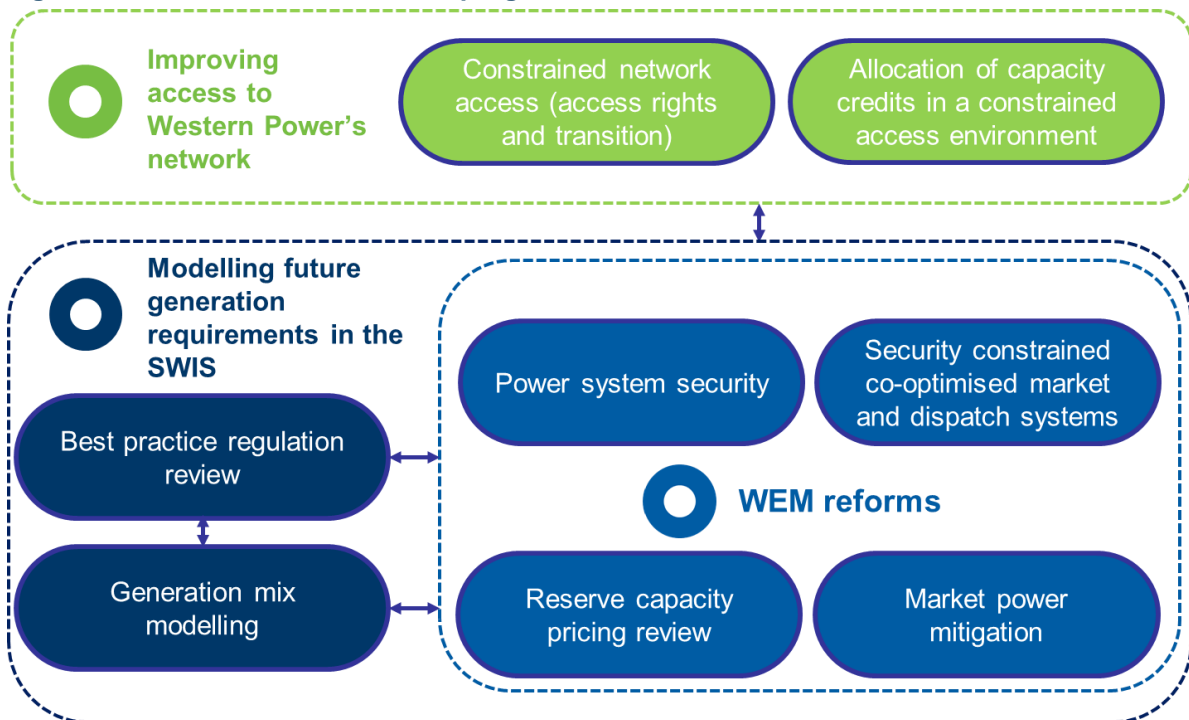 Improving
access to
Western Power's
network
Constrained network
access (access rights
and transition)
Allocation of capacity
credits in a constrained
access environment
Modelling future
generation
requirements in the
SWIS
Best practice regulation
review
Generation mix
modelling
Power system security
Security constrained
co-optimised market
and dispatch systems
WEM reforms
Reserve capacity
pricing review
Market power
mitigation